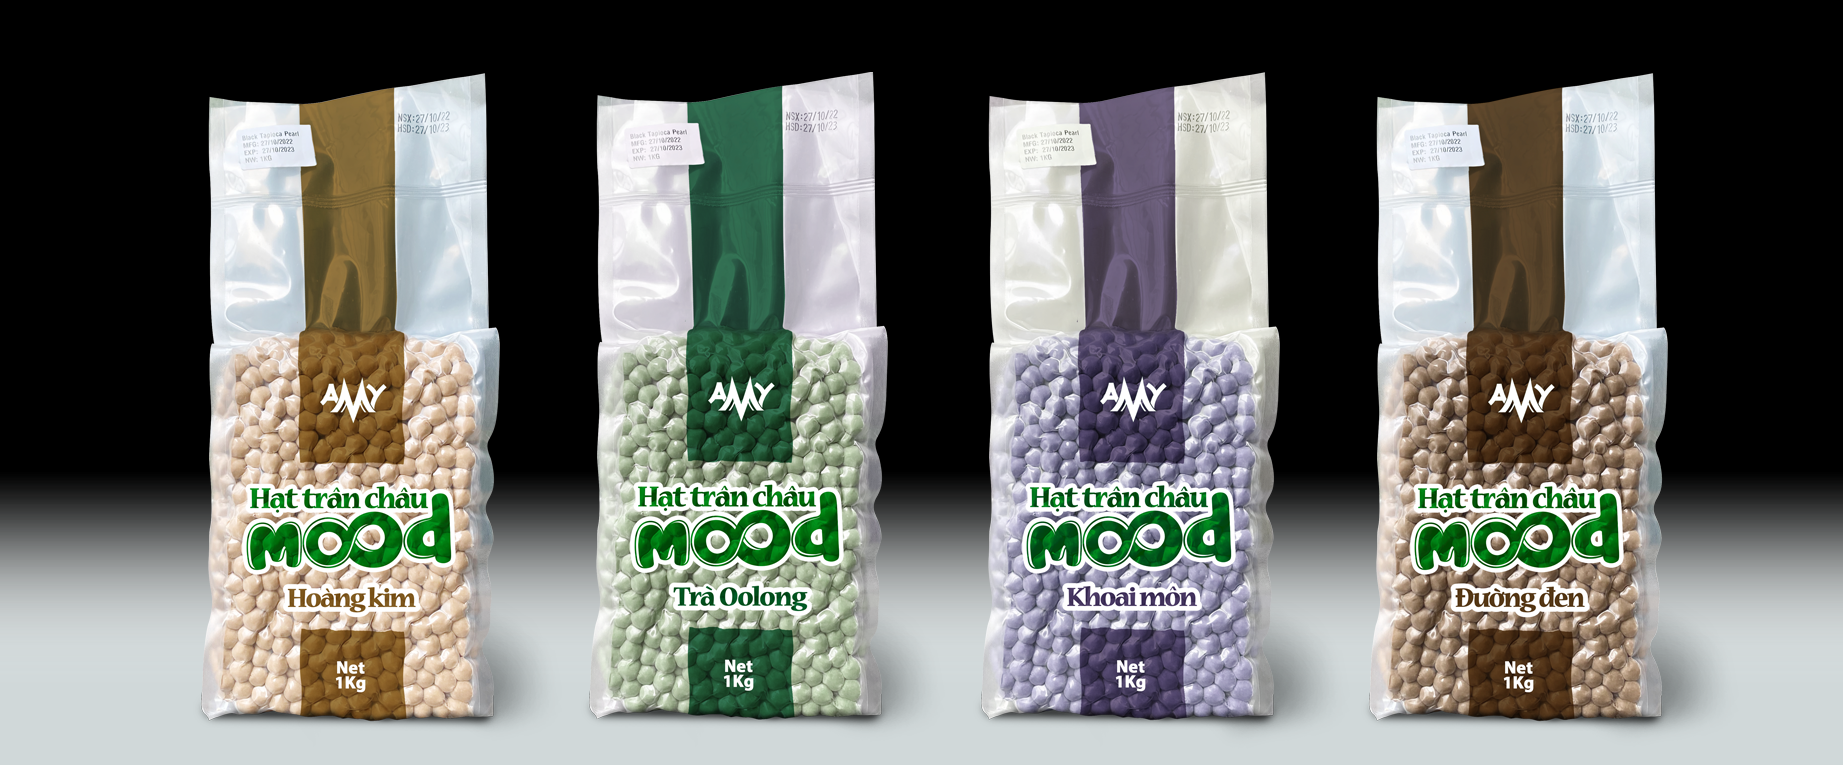 Black Tapioca Pearl
MFG: 27/10/2022
EXP: 27/10/2023
NW: 1KG
NSX:27/10/22
HSD:27/10/23
AMY
Hạt trân châu
mood
Hoàng kim
Net
1Kg
Black Tapioca Pearl
MFG: 27/10/2022
EXP: 27/10/2023
NW: 1KG
NSX:27/10/22
HSD:27/10/23
AMY
Hạt trân châu
mood
Trà Oolong
Net
1Kg
Black Tapioca Pearl
MFG: 27/10/2022
EXP: 27/10/2023
NW: 1KG
NSX:27/10/22
HSD:27/10/23
AMY
Hạt trân châu
mood
Khoai môn
Net
1Kg
Black Tapioca Pearl
MFG: 27/10/2022
EXP: 27/10/2023
NW: 1KG
NSX:27/10/22
HSD:27/10/23
AMY
Hạt trân châu
mood
Đường đen
Net
1Kg